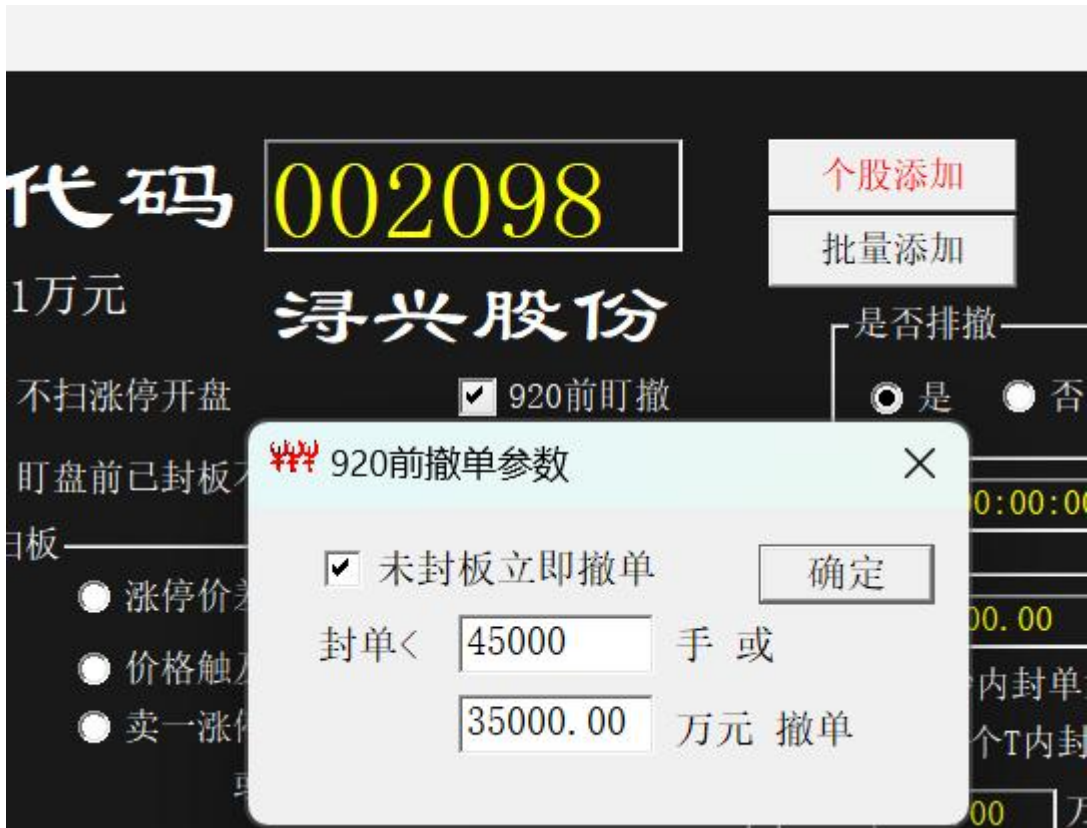 代码 002098 个股添加
批量添加
1万元 浔兴股份
是否排撤
不扫涨停开盘 920前盯撤 是 否
920前撤单参数
盯盘前已封板
0:00:00
板
未封板立即撤单 确定
涨停价
00.00
封单< 45000 手 或
价格触 内封单
35000.00 万元 撤单
卖一涨 个T内封
00